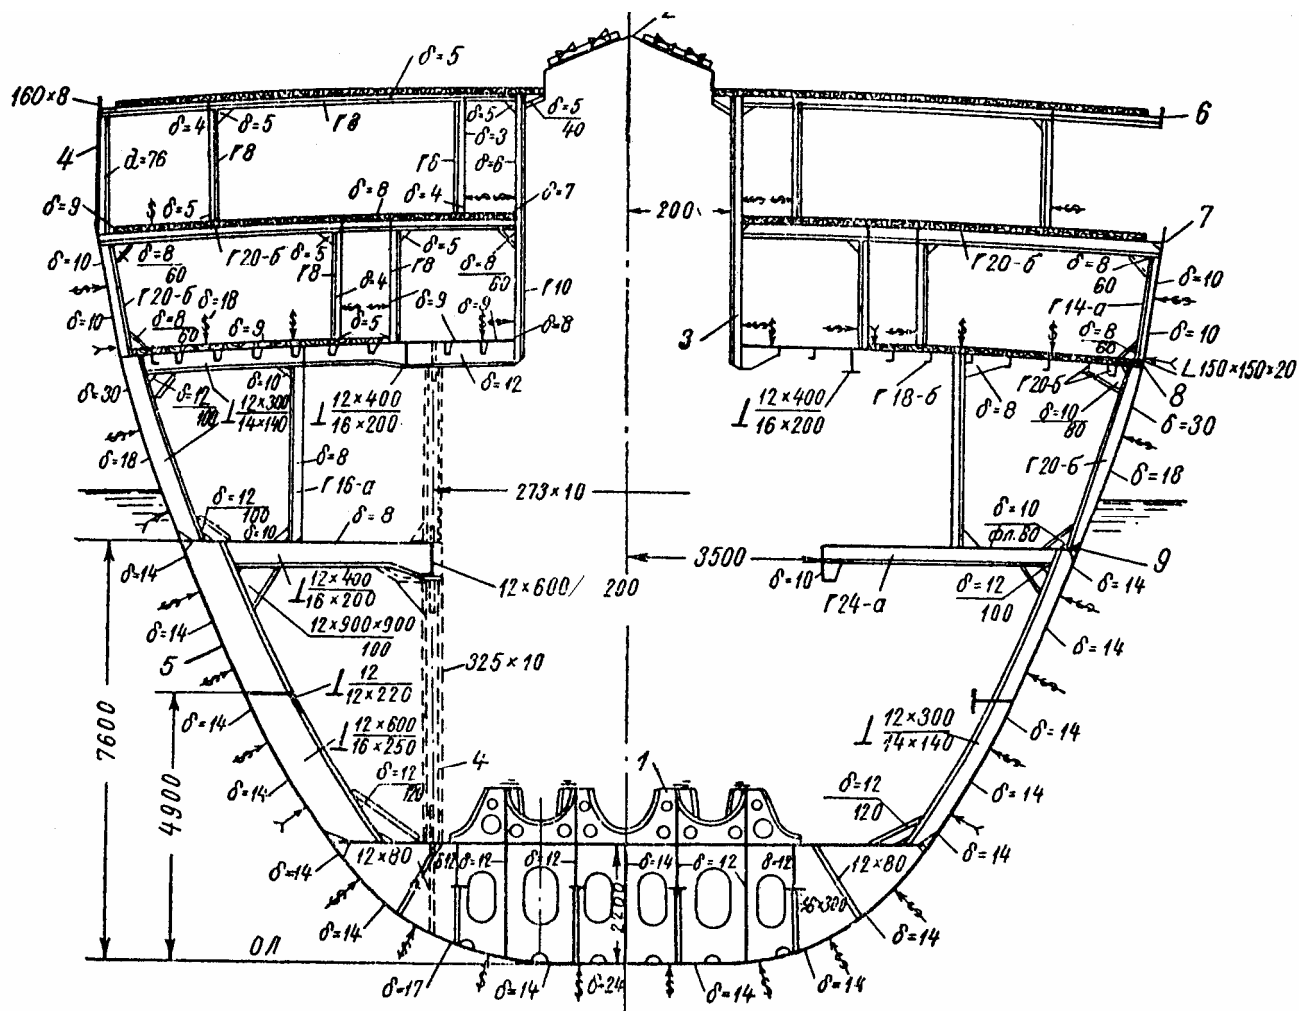 2
δ=5
160×8
г8
δ=4
δ=5
δ=5
δ=3
δ=5
40
6
4
d=76
г8
г6
δ=6
δ=9
δ=5
δ=8
δ=4
δ=7
200
7
δ=10
δ=8
60
г20-б
δ=5
г8
δ=4
г8
δ=5
δ=8
60
г10
г20-б
δ=8
60
δ=10
г14-а
г20-б
δ=18
δ=10
δ=8
60
δ=9
δ=5
δ=9
δ=9
δ=8
3
δ=8
60
δ=10
L 150×150×20
δ=30
δ=12
100
δ=10
δ=12
г18-б
δ=8
г20-б
8
⊥ 12×300
14×140
⊥ 12×400
16×200
⊥ 12×400
16×200
δ=10
80
δ=30
δ=18
δ=8
г20-б
δ=18
г16-а
273×10
δ=12
100
δ=10
δ=8
δ=10
фл.60
3500
9
δ=14
⊥ 12×400
16×200
12×600/
200
δ=10
г24-а
δ=12
100
δ=14
δ=14
12×900×900
100
δ=14
5
325×10
⊥ 12
12×220
7600
4900
δ=14
⊥ 12×600
16×250
⊥ 12×300
14×140
δ=14
4
1
δ=14
δ=12
120
δ=12
120
δ=14
δ=14
12×80
δ=12
δ=12
δ=12
δ=14
δ=12
δ=12
12×80
δ=14
2200
δ=14
ОЛ
δ=14
δ=17
δ=14
δ=24
δ=14
δ=14